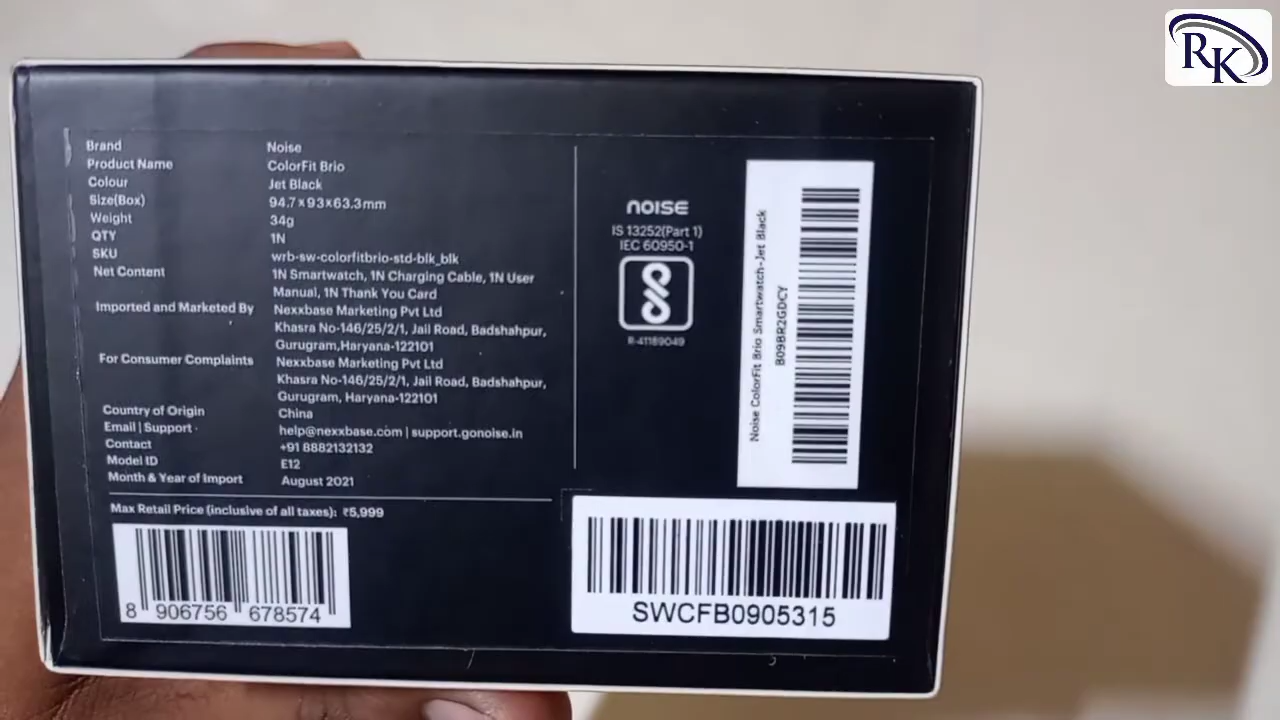 RK
Brand Noise
Product Name ColorFit Brio
Colour Jet Black
Size(Box) 94.7×93×63.3mm
Weight 34g
QTY 1N
SKU wrb-sw-colorfitbrio-std-blk_blk
Net Content 1N Smartwatch, 1N Charging Cable, 1N User
Manual, 1N Thank You Card
Imported and Marketed By Nexxbase Marketing Pvt Ltd
Khasra No-146/25/2/1, Jail Road, Badshahpur,
Gurugram,Haryana-122101
For Consumer Complaints Nexxbase Marketing Pvt Ltd
Khasra No-146/25/2/1, Jail Road, Badshahpur,
Gurugram, Haryana-122101
Country of Origin China
Email | Support help@nexxbase.com | support.gonoise.in
Contact +91 8882132132
Model ID E12
Month & Year of Import August 2021
Max Retail Price (inclusive of all taxes): ₹5,999
8 906756 678574
noise
IS 13252(Part 1)
IEC 60950-1
R-41189049
Noise ColorFit Brio Smartwatch-Jet Black
B09BR2GDCY
SWCFB0905315